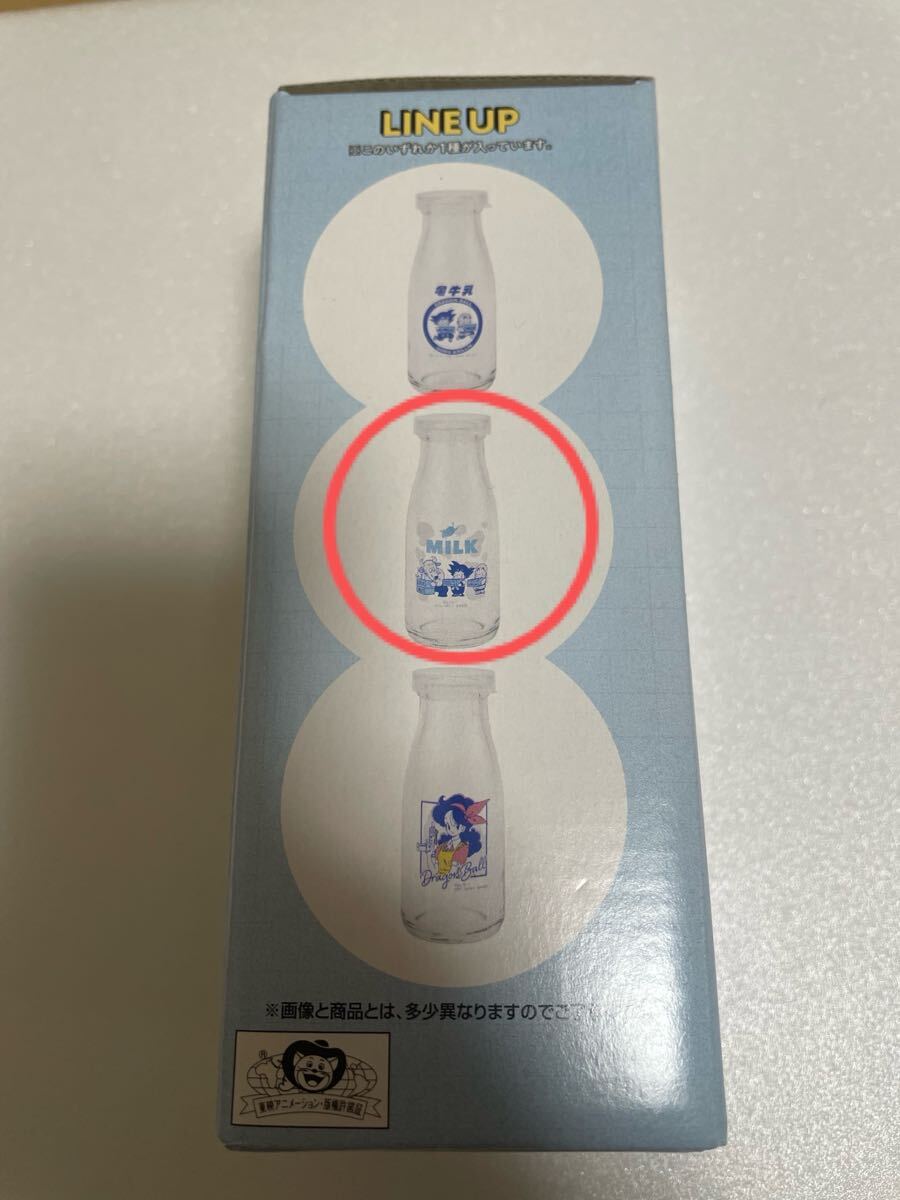 LINE UP
※このいずれか1種が入っています。
亀牛乳
DRAGON BALL
MILK
Dragon Ball
※画像と商品とは、多少異なりますのでご了
®
東映アニメーション・版権許諾証